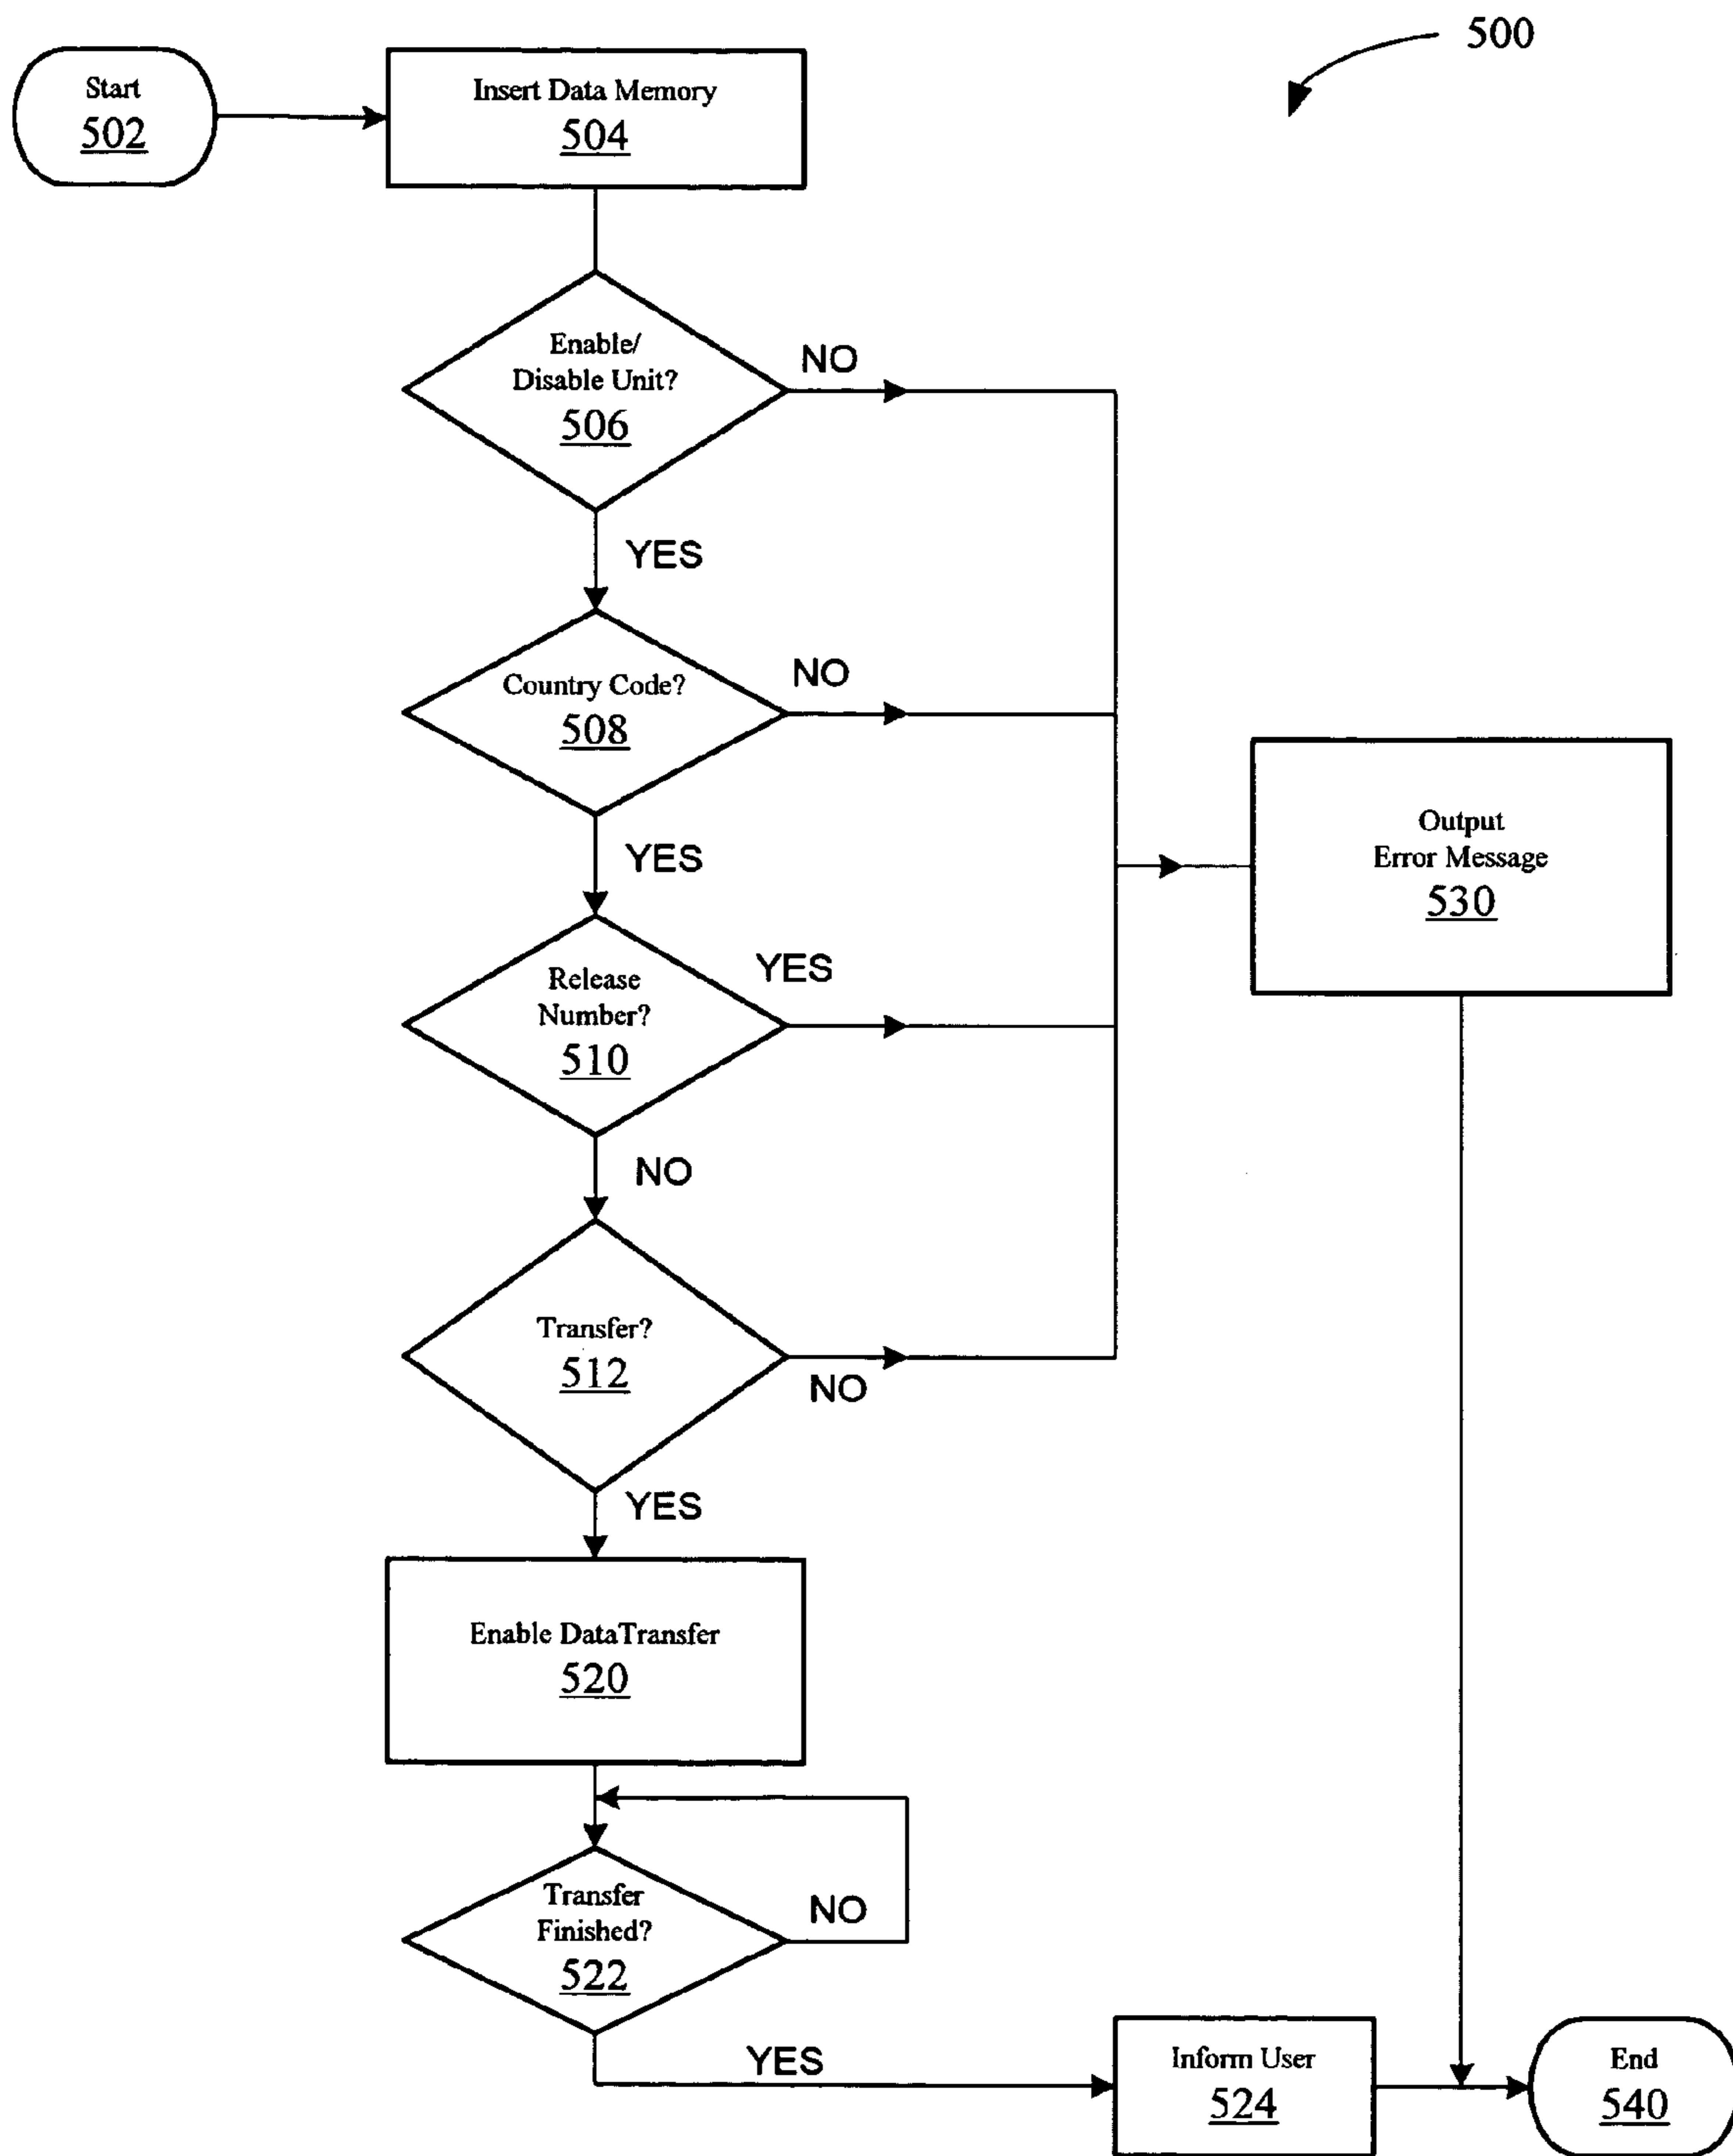 500
Start
502
Insert Data Memory
504
Enable/
Disable Unit?
506
NO
YES
Country Code?
508
NO
YES
Release
Number?
510
YES
NO
Transfer?
512
NO
YES
Output
Error Message
530
Enable DataTransfer
520
Transfer
Finished?
522
NO
YES
Inform User
524
End
540